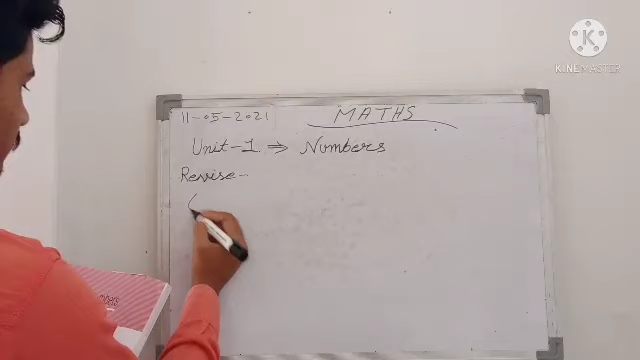 KINEMASTER
11-05-2021 MATHS
Unit-1 ⇒ Numbers
Revise-
(